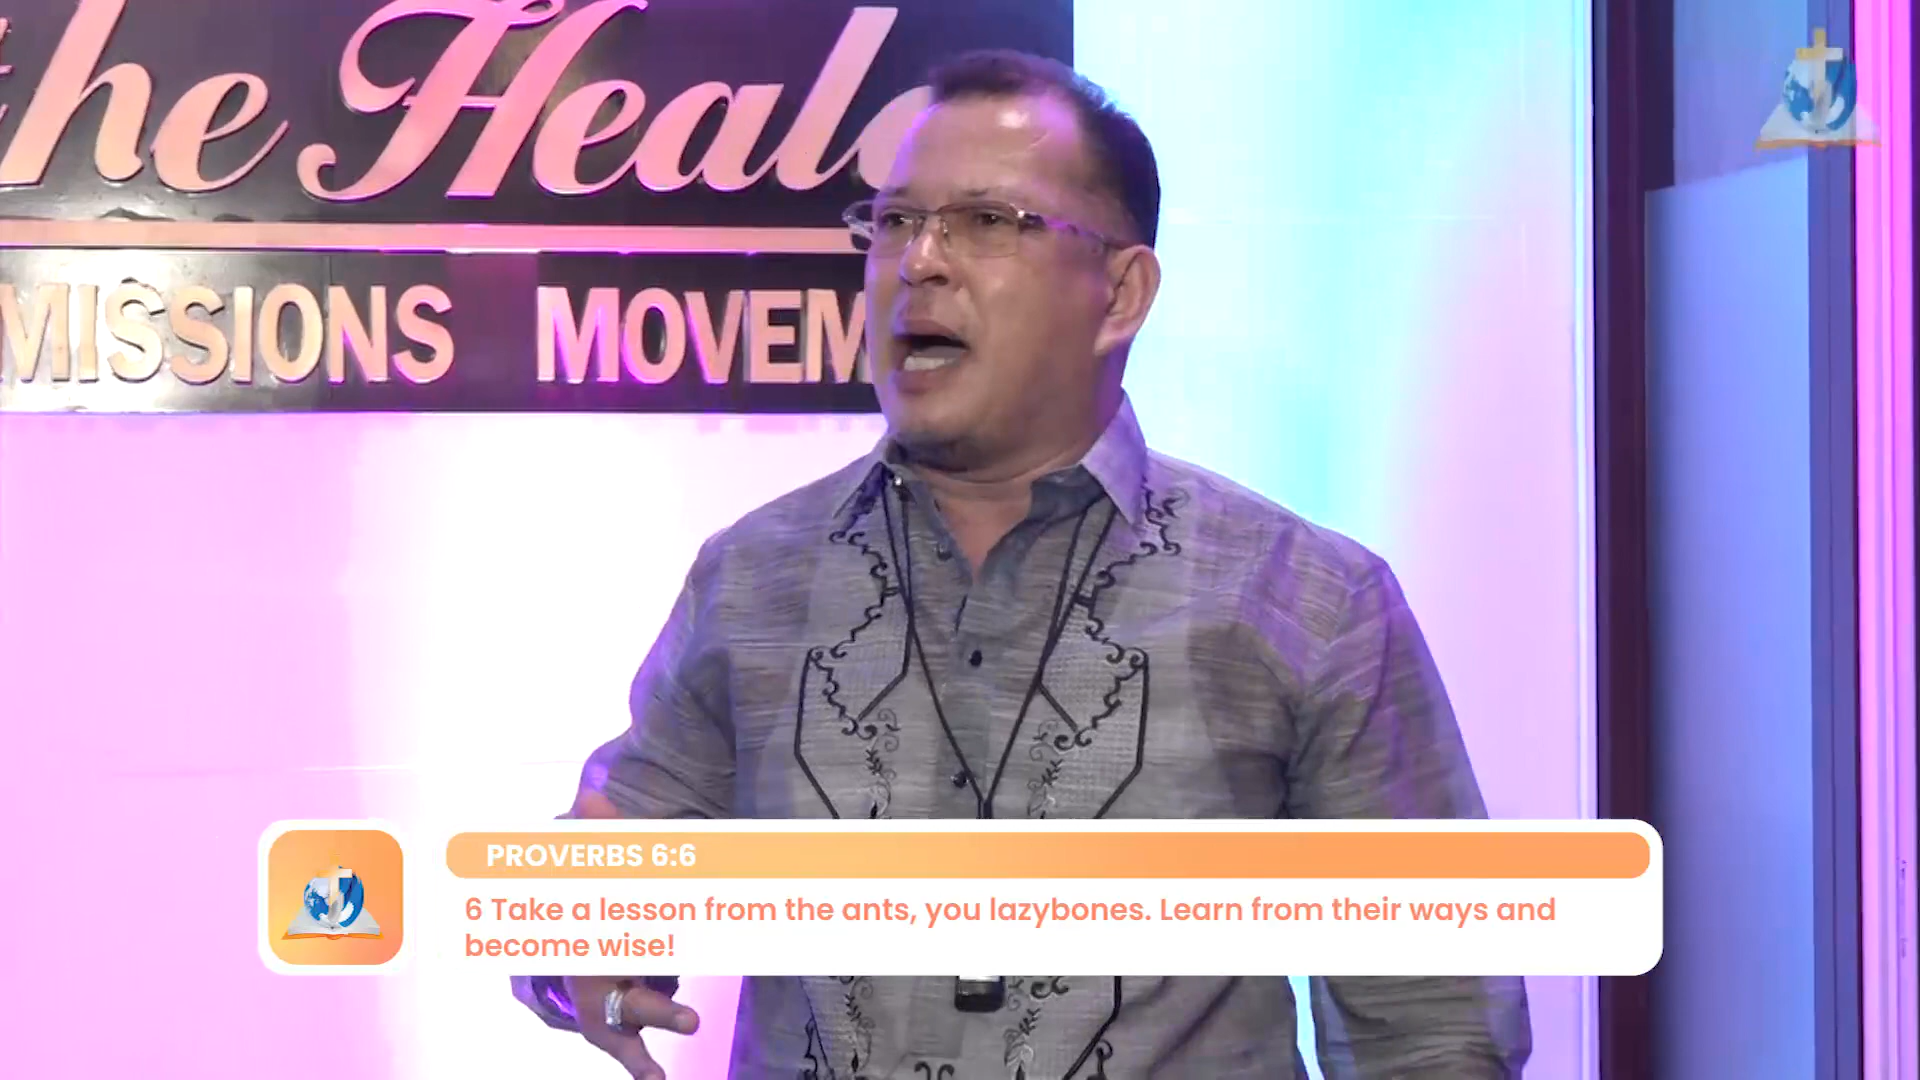 the Heale
MISSIONS MOVEM
PROVERBS 6:6
6 Take a lesson from the ants, you lazybones. Learn from their ways and
become wise!